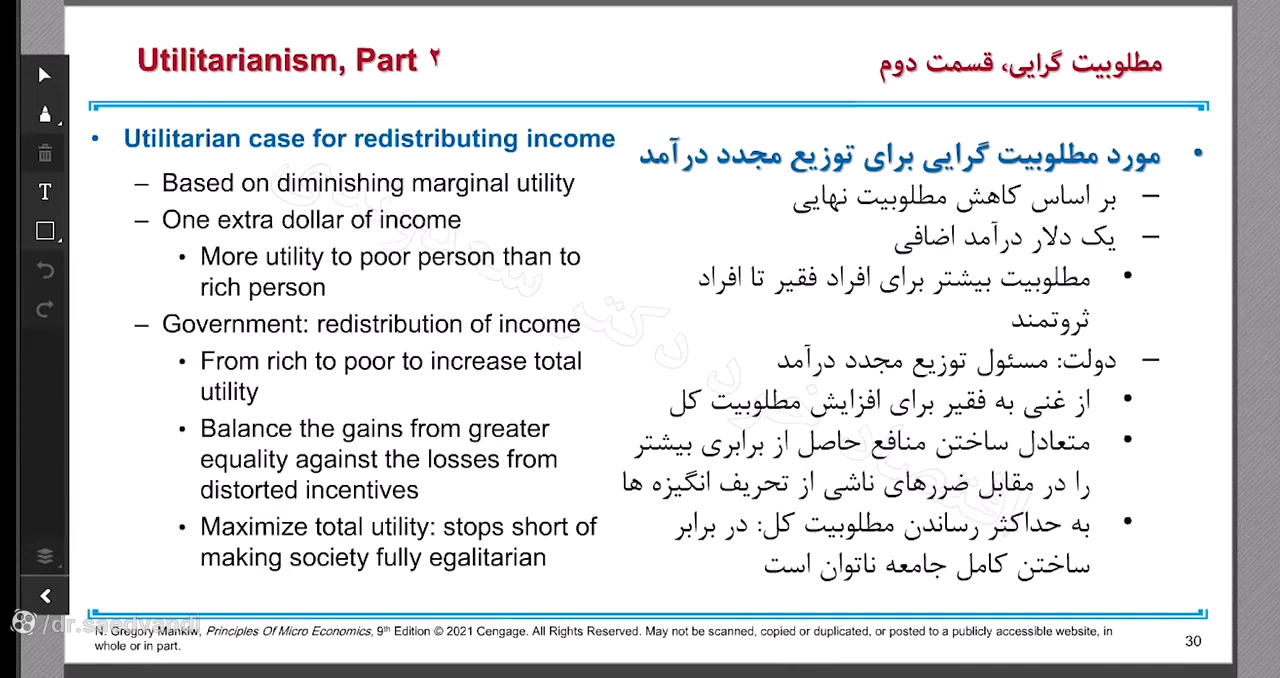 Utilitarianism, Part ۲
مطلوبیت گرایی، قسمت دوم
• Utilitarian case for redistributing income
– Based on diminishing marginal utility
– One extra dollar of income
• More utility to poor person than to
rich person
– Government: redistribution of income
• From rich to poor to increase total
utility
• Balance the gains from greater
equality against the losses from
distorted incentives
• Maximize total utility: stops short of
making society fully egalitarian
• مورد مطلوبیت گرایی برای توزیع مجدد درآمد
– بر اساس کاهش مطلوبیت نهایی
– یک دلار درآمد اضافی
• مطلوبیت بیشتر برای افراد فقیر تا افراد
ثروتمند
– دولت: مسئول توزیع مجدد درآمد
• از غنی به فقیر برای افزایش مطلوبیت کل
• متعادل ساختن منافع حاصل از برابری بیشتر
را در مقابل ضررهای ناشی از تحریف انگیزه ها
• به حداکثر رساندن مطلوبیت کل: در برابر
ساختن کامل جامعه ناتوان است
اقتصاد خرد دکتر سعدوندی
/dr.saedvandi
N. Gregory Mankiw, Principles Of Micro Economics, 9th Edition © 2021 Cengage. All Rights Reserved. May not be scanned, copied or duplicated, or posted to a publicly accessible website, in
whole or in part.
30